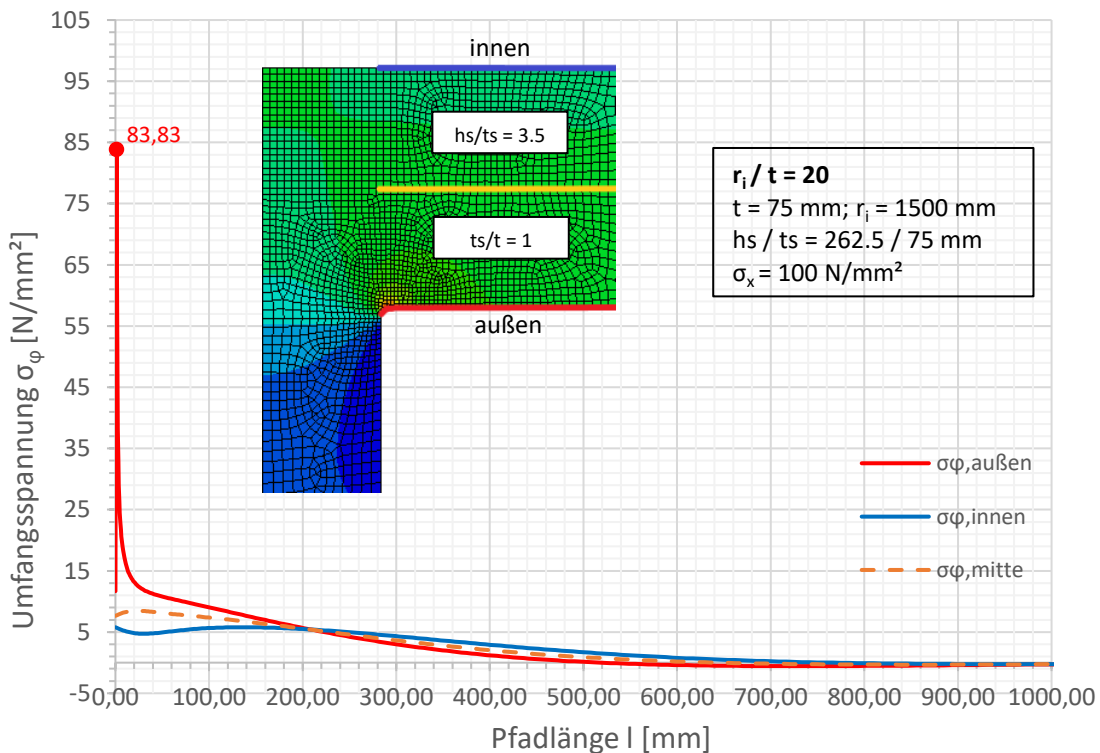 105
95
85
75
65
55
45
35
25
15
5
-5
Umfangsspannung σφ [N/mm²]
83,83
innen
hs/ts = 3.5
ts/t = 1
außen
ri / t = 20
t = 75 mm; ri = 1500 mm
hs / ts = 262.5 / 75 mm
σx = 100 N/mm²
σφ,außen
σφ,innen
σφ,mitte
0,00 100,00 200,00 300,00 400,00 500,00 600,00 700,00 800,00 900,00 1000,00
Pfadlänge l [mm]